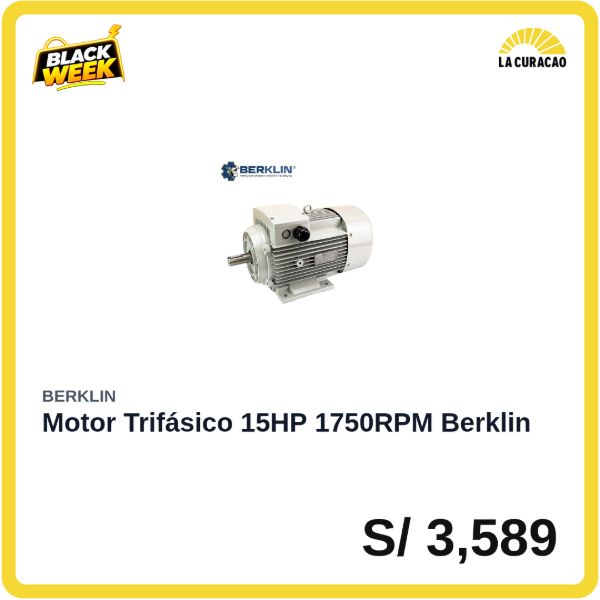 BLACK
WEEK
LA CURACAO
BERKLIN®
BERKLIN
Motor Trifásico 15HP 1750RPM Berklin
S/ 3,589